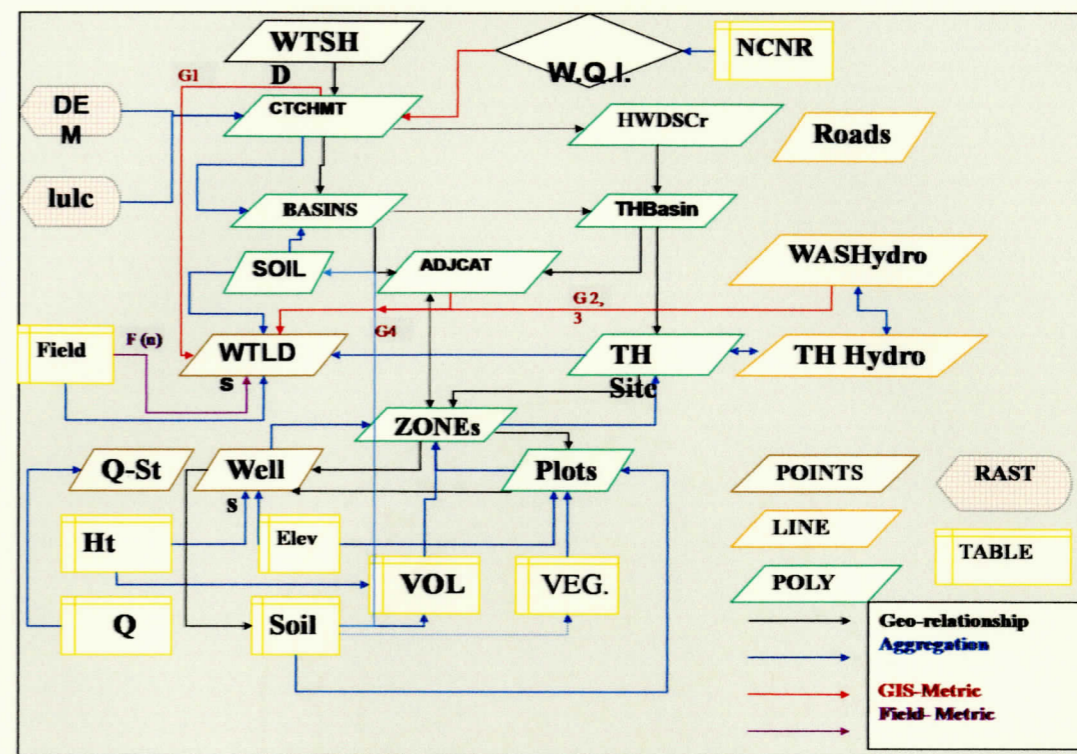 WTSH
D
W.Q.I.
NCNR
G1
DE
M
CTCHMT
HWDSCr
Roads
lulc
BASINS
THBasin
SOIL
ADJCAT
WASHydro
G 2,
3
G4
Field
F (n)
WTLD
s
TH
Site
TH Hydro
ZONEs
Q-St
Well
s
Plots
POINTS
RAST
Ht
Elev
LINE
TABLE
VOL
VEG.
POLY
Q
Soil
Geo-relationship
Aggregation
GIS-Metric
Field- Metric